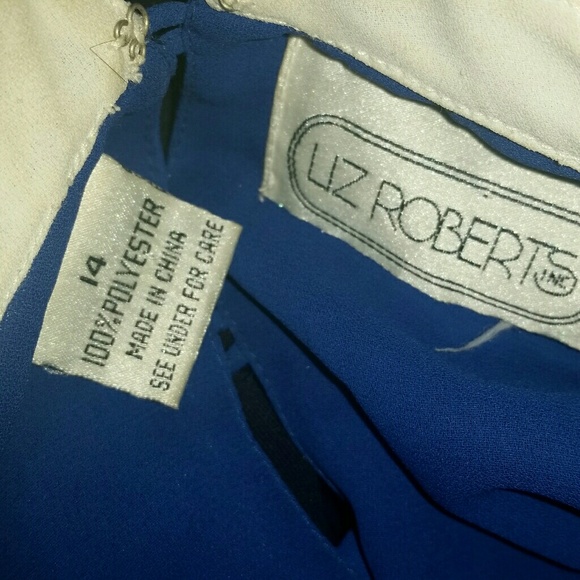 14
100% POLYESTER
MADE IN CHINA
SEE UNDER FOR CARE
LIZ ROBERTS
INC